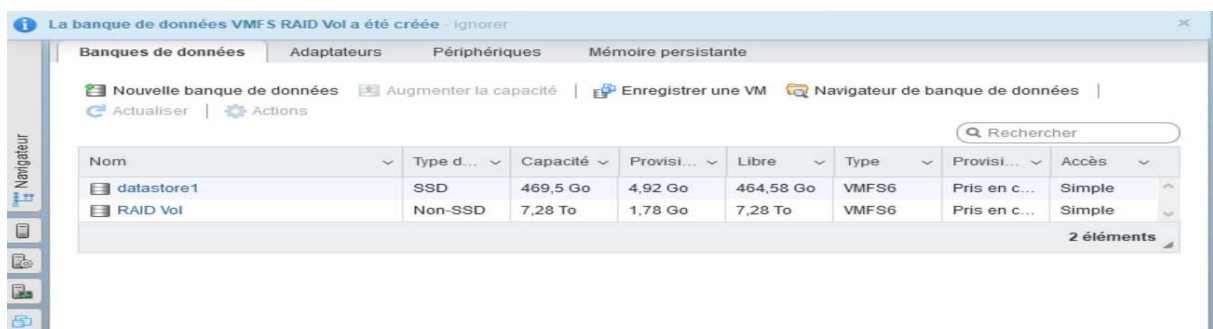 La banque de données VMFS RAID Vol a été créée - ignorer
Banques de données Adaptateurs Périphériques Mémoire persistante
Nouvelle banque de données Augmenter la capacité Enregistrer une VM Navigateur de banque de données
Actualiser Actions
Rechercher
Navigateur
Nom Type d... Capacité Provisi... Libre Type Provisi... Accès
datastore1 SSD 469,5 Go 4,92 Go 464,58 Go VMFS6 Pris en c... Simple
RAID Vol Non-SSD 7,28 To 1,78 Go 7,28 To VMFS6 Pris en c... Simple
2 éléments